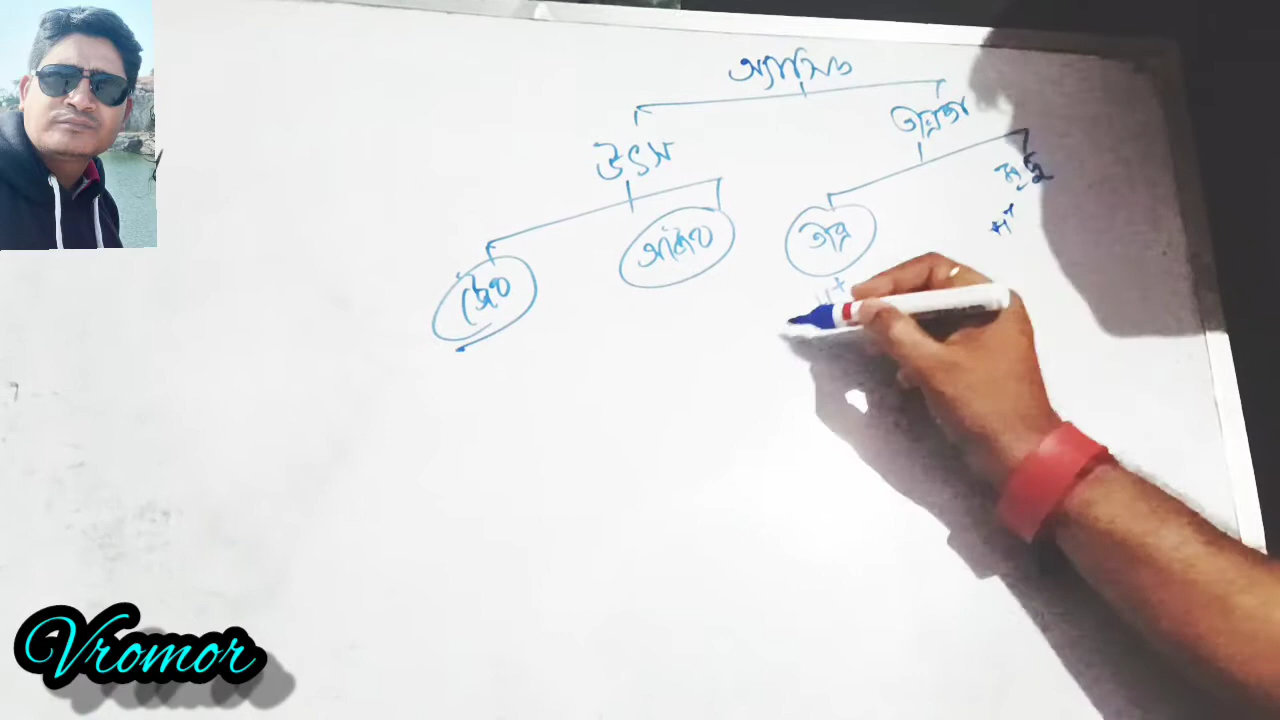 অ্যাসিড
উৎস
তীব্রতা
জৈব
অজৈব
তীব্র
মৃদু
H+
H+
Vromor